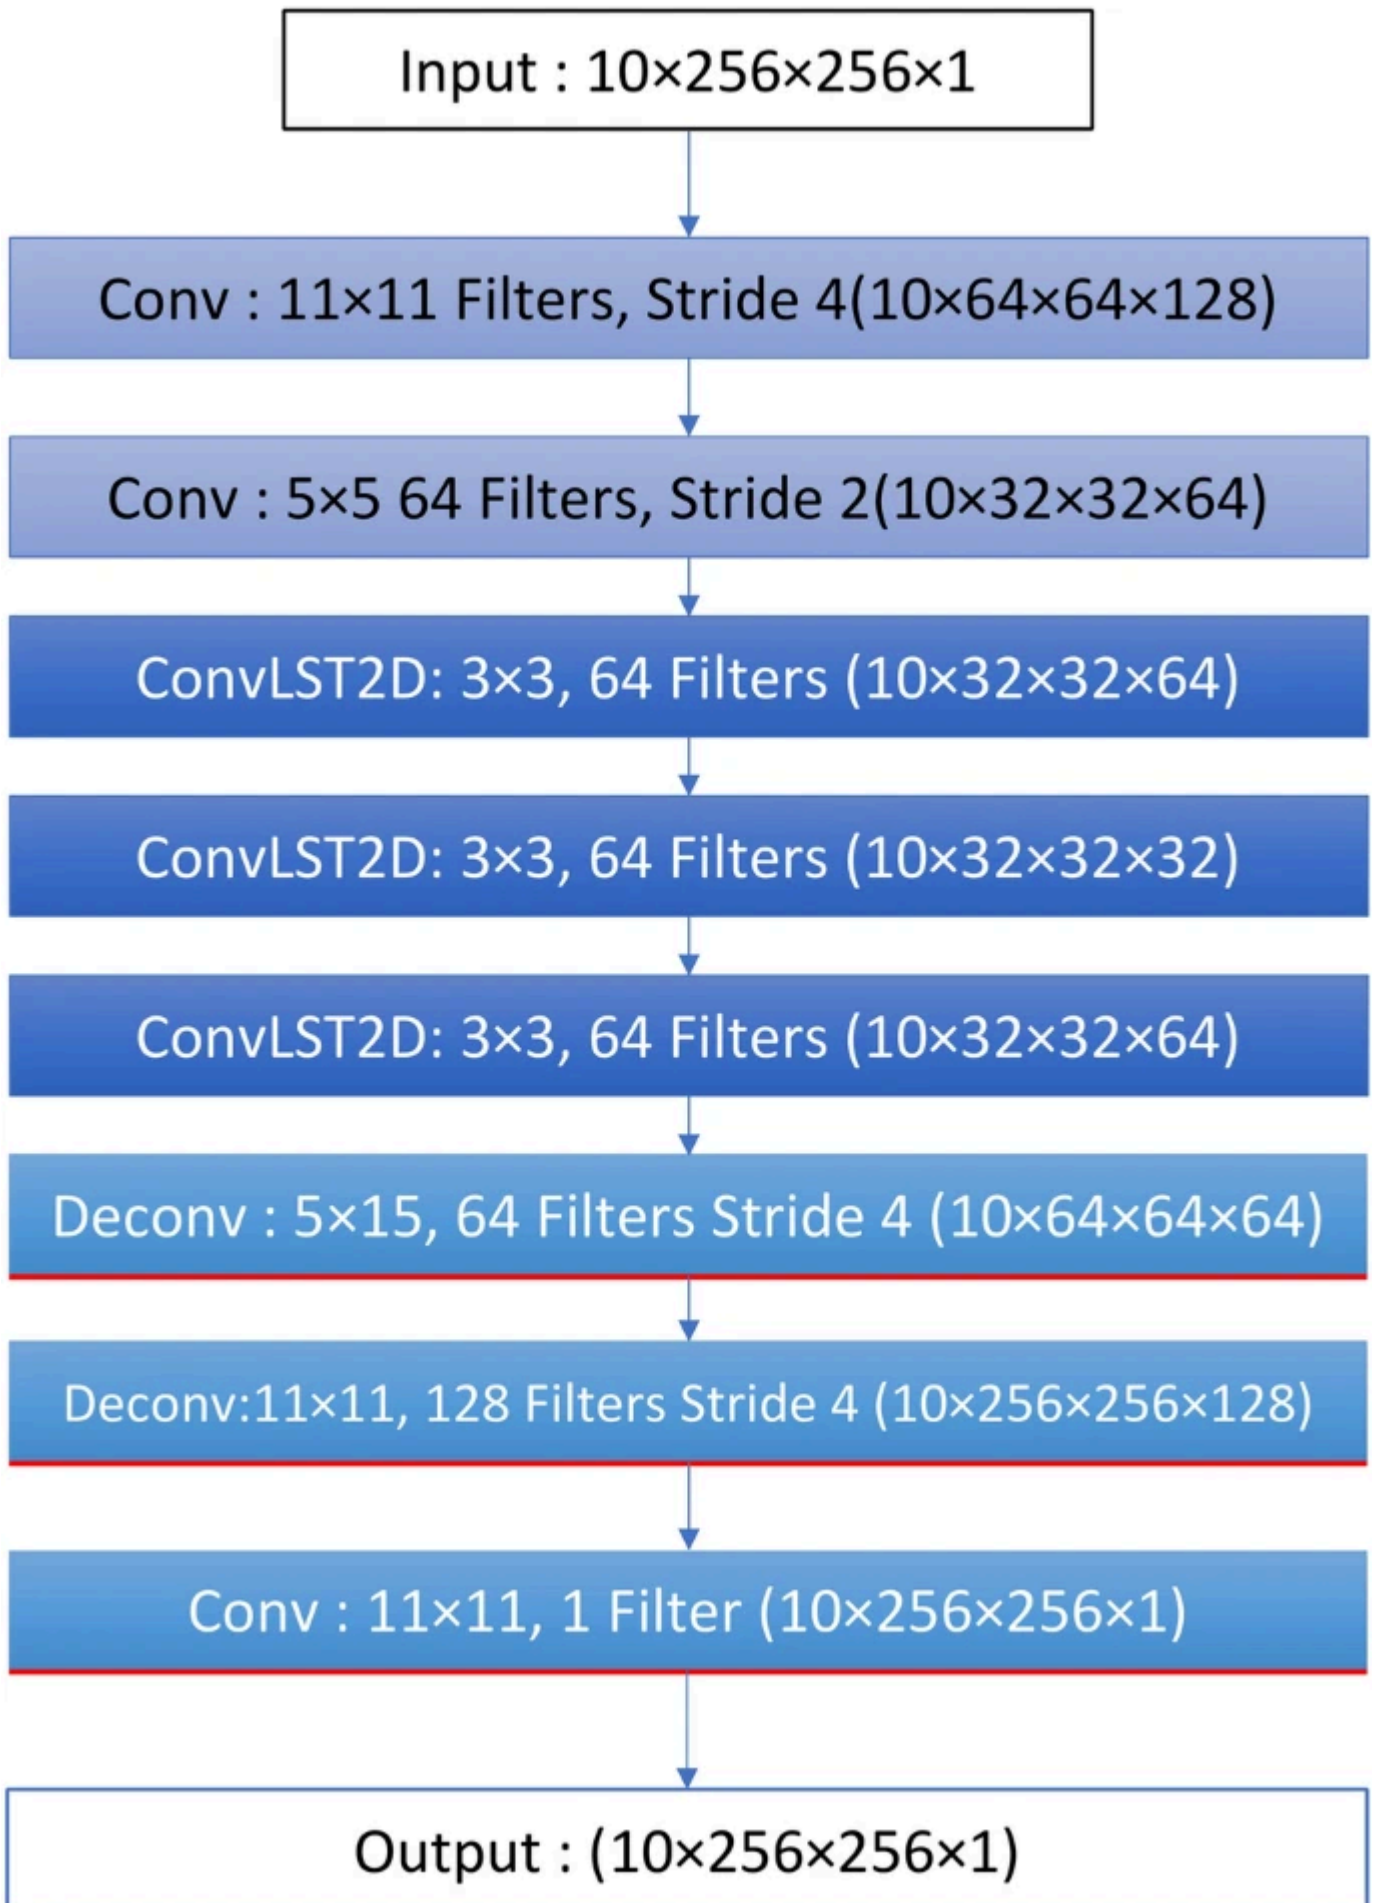 Input : 10×256×256×1
Conv : 11×11 Filters, Stride 4(10×64×64×128)
Conv : 5×5 64 Filters, Stride 2(10×32×32×64)
ConvLST2D: 3×3, 64 Filters (10×32×32×64)
ConvLST2D: 3×3, 64 Filters (10×32×32×32)
ConvLST2D: 3×3, 64 Filters (10×32×32×64)
Deconv : 5×15, 64 Filters Stride 4 (10×64×64×64)
Deconv:11×11, 128 Filters Stride 4 (10×256×256×128)
Conv : 11×11, 1 Filter (10×256×256×1)
Output : (10×256×256×1)